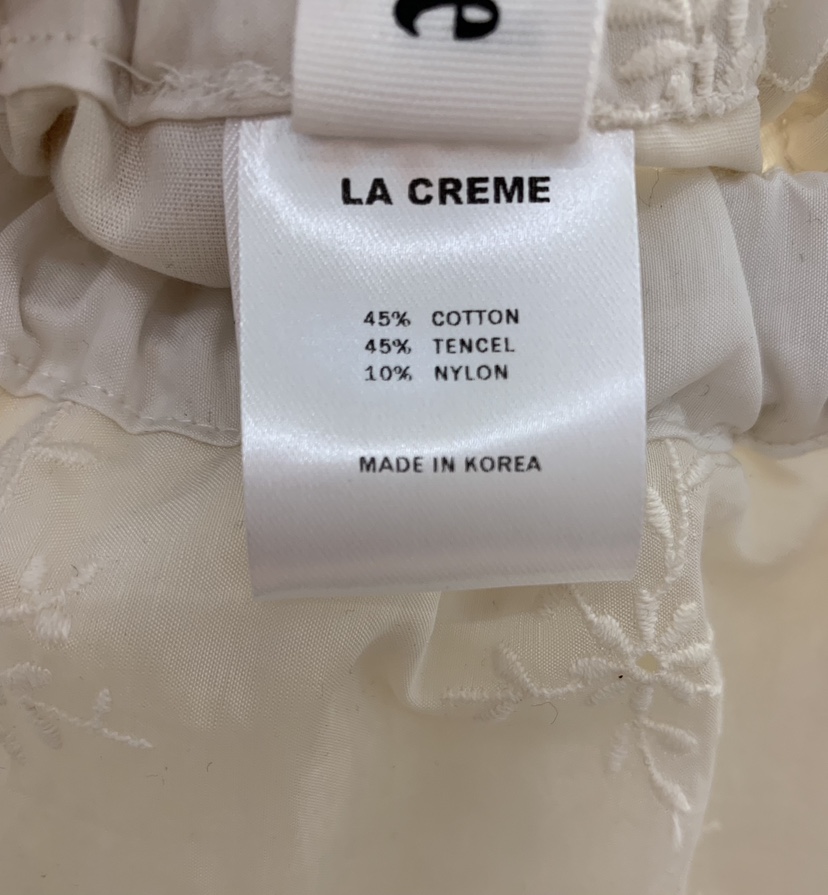 e
LA CREME
45% COTTON
45% TENCEL
10% NYLON
MADE IN KOREA